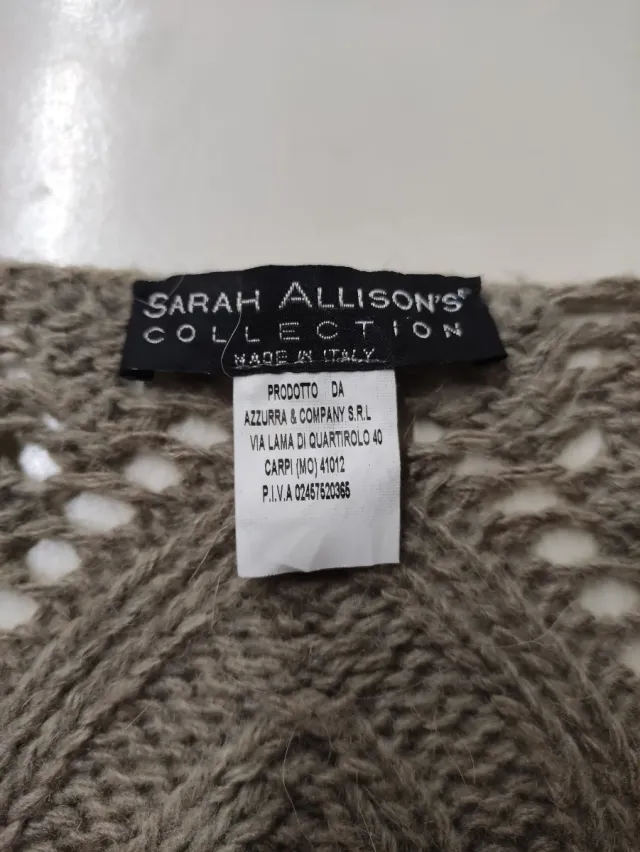 SARAH ALLISON'S
COLLECTION
MADE IN ITALY
PRODOTTO DA
AZZURRA & COMPANY S.R.L
VIA LAMA DI QUARTIROLO 40
CARPI (MO) 41012
P.I.V.A 02457520365